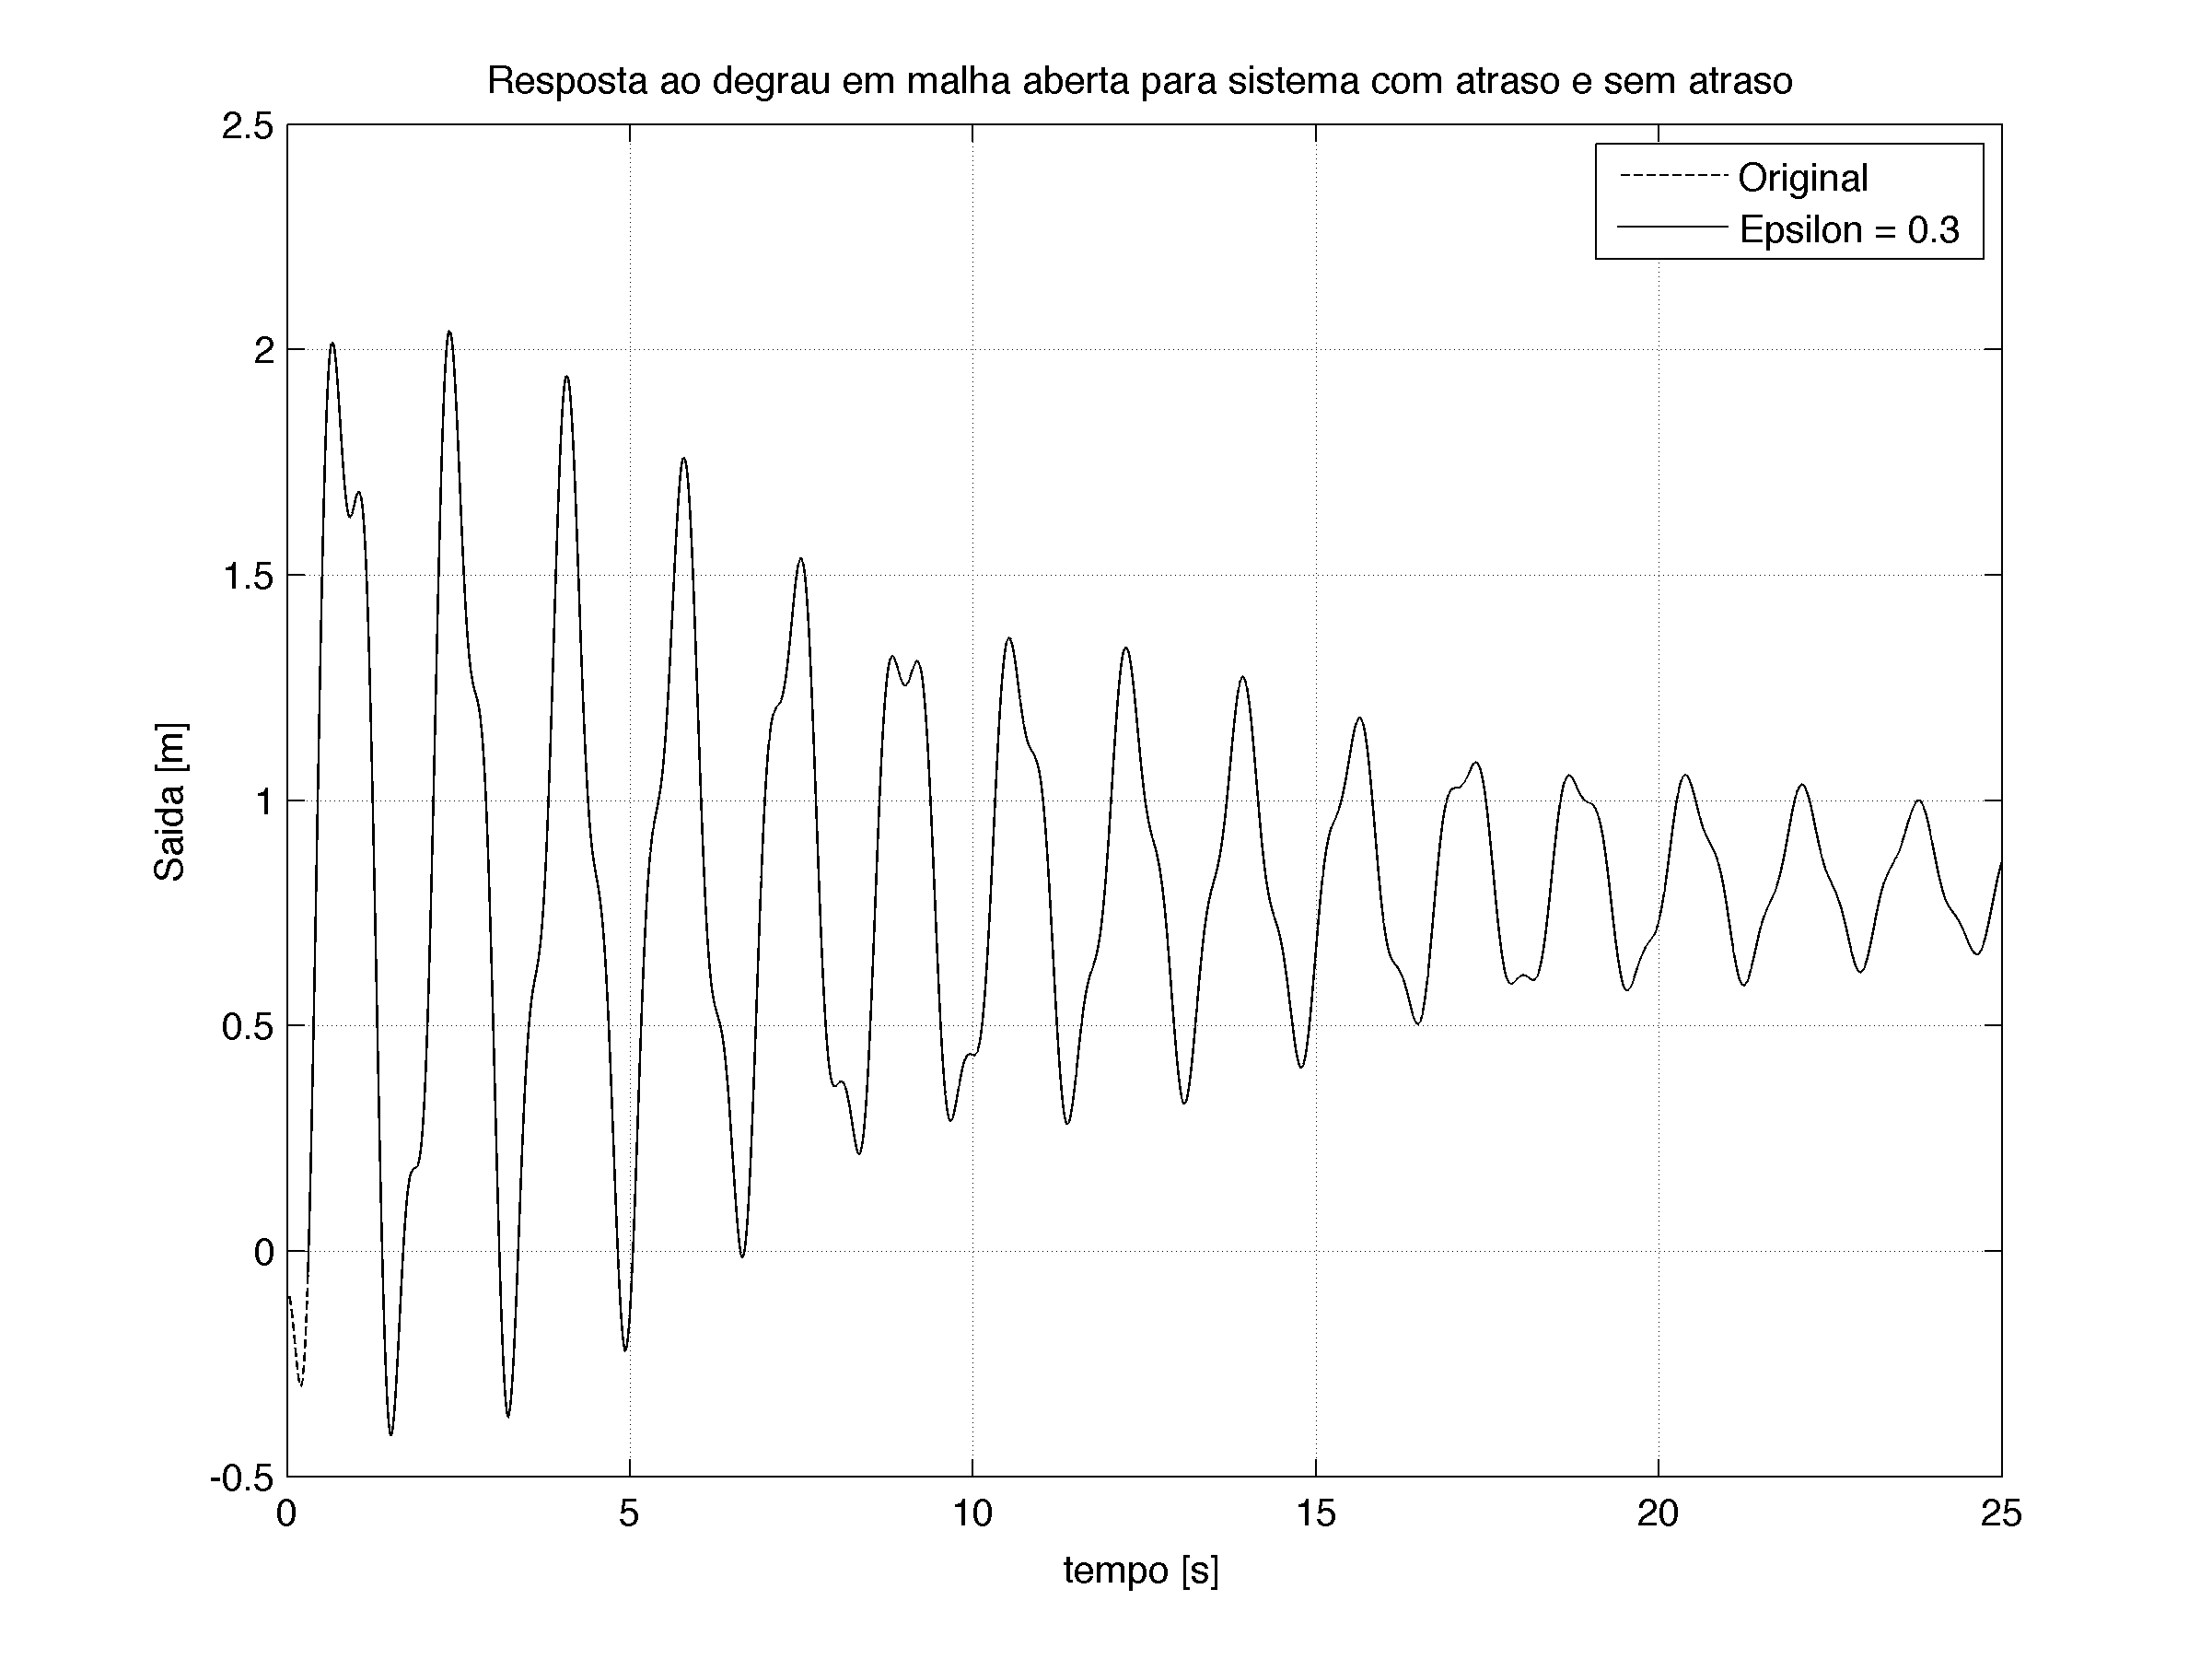 Resposta ao degrau em malha aberta para sistema com atraso e sem atraso
Original
Epsilon = 0.3
2.5
2
1.5
1
0.5
0
-0.5
Saida [m]
0
5
10
15
20
25
tempo [s]